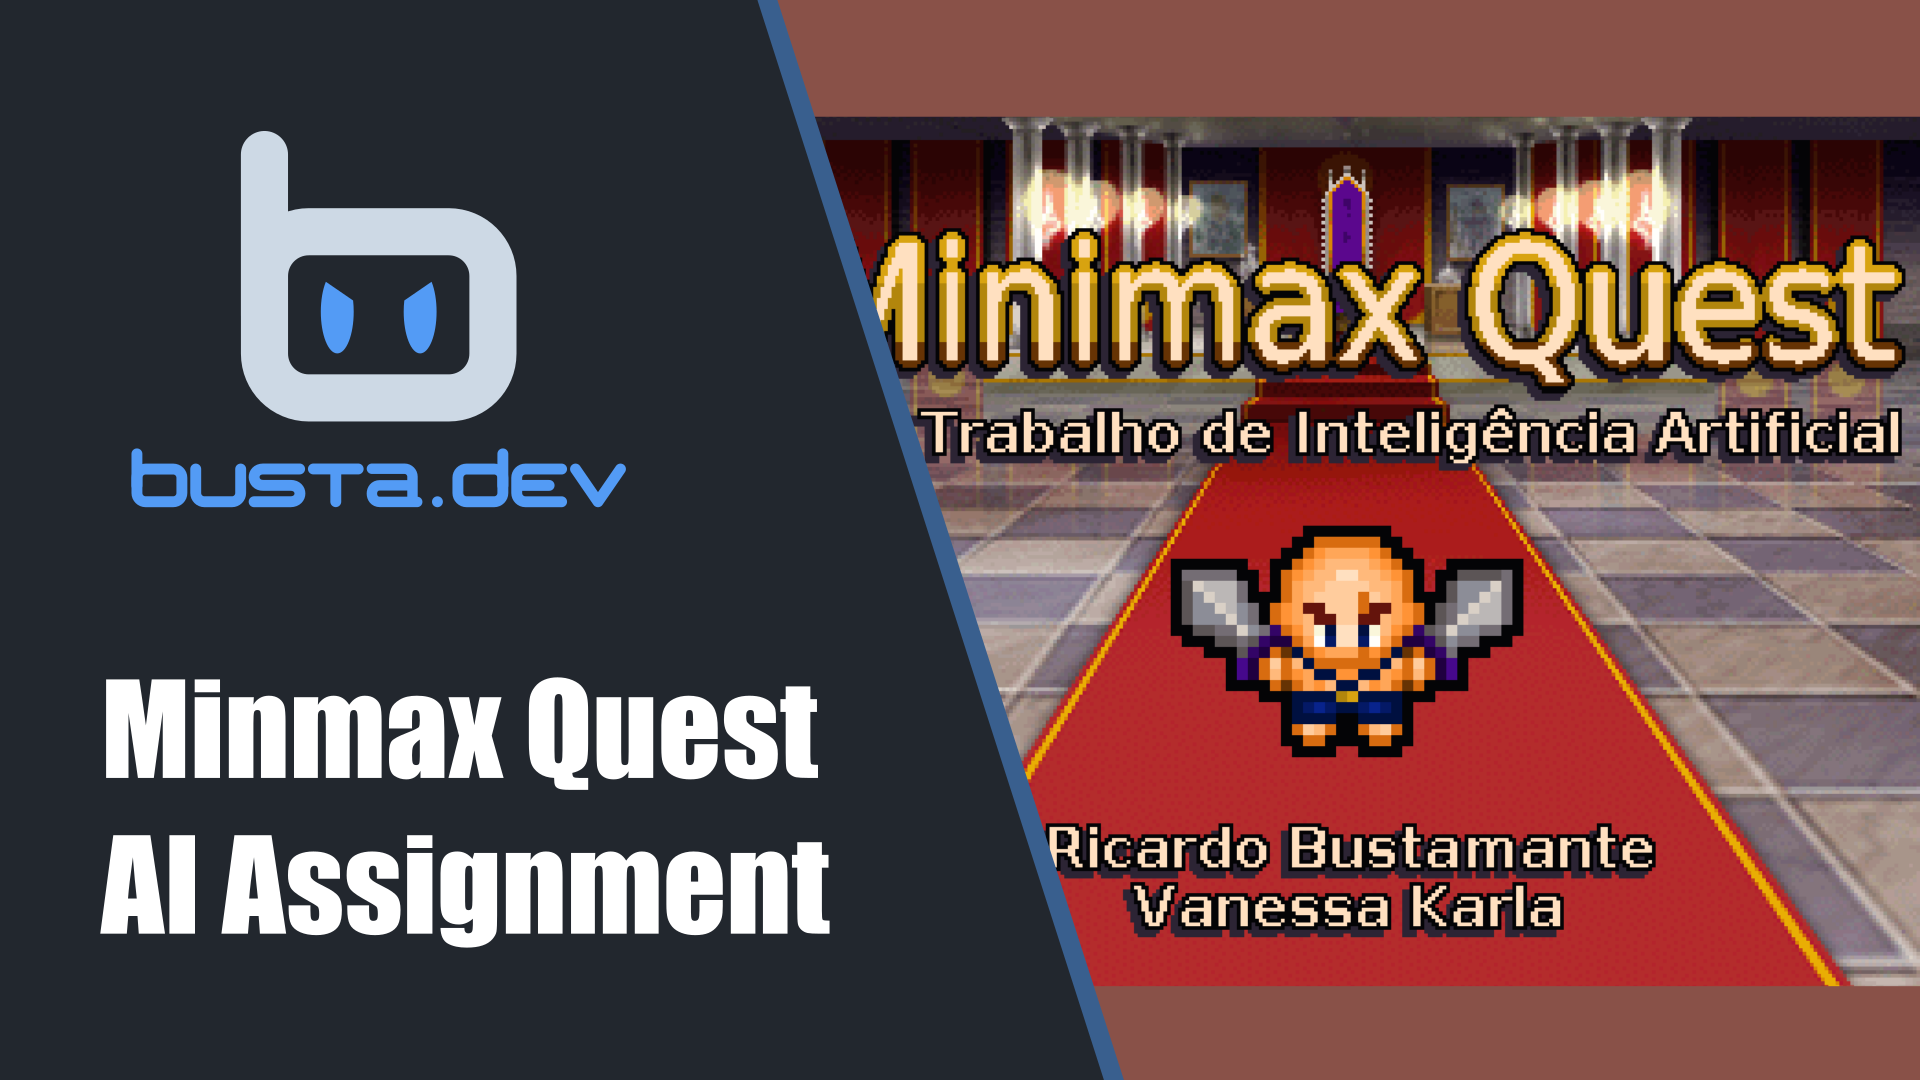 busta.dev
Minmax Quest
AI Assignment
Minimax Quest
Trabalho de Inteligência Artificial
Ricardo Bustamante
Vanessa Karla